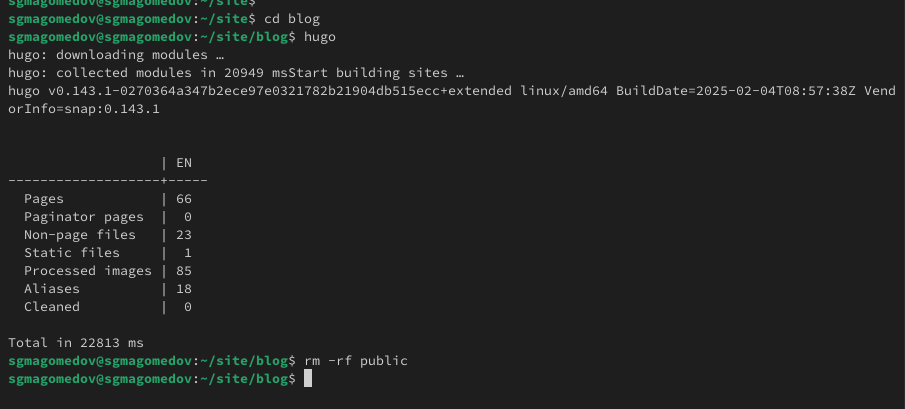 sgmagomedov@sgmagomedov:~/site$
sgmagomedov@sgmagomedov:~/site$ cd blog
sgmagomedov@sgmagomedov:~/site/blog$ hugo
hugo: downloading modules …
hugo: collected modules in 20949 msStart building sites …
hugo v0.143.1-0270364a347b2ece97e0321782b21904db515ecc+extended linux/amd64 BuildDate=2025-02-04T08:57:38Z Vend
orInfo=snap:0.143.1
                   | EN
-------------------+-----
  Pages            | 66
  Paginator pages  |  0
  Non-page files   | 23
  Static files     |  1
  Processed images | 85
  Aliases          | 18
  Cleaned          |  0
Total in 22813 ms
sgmagomedov@sgmagomedov:~/site/blog$ rm -rf public
sgmagomedov@sgmagomedov:~/site/blog$